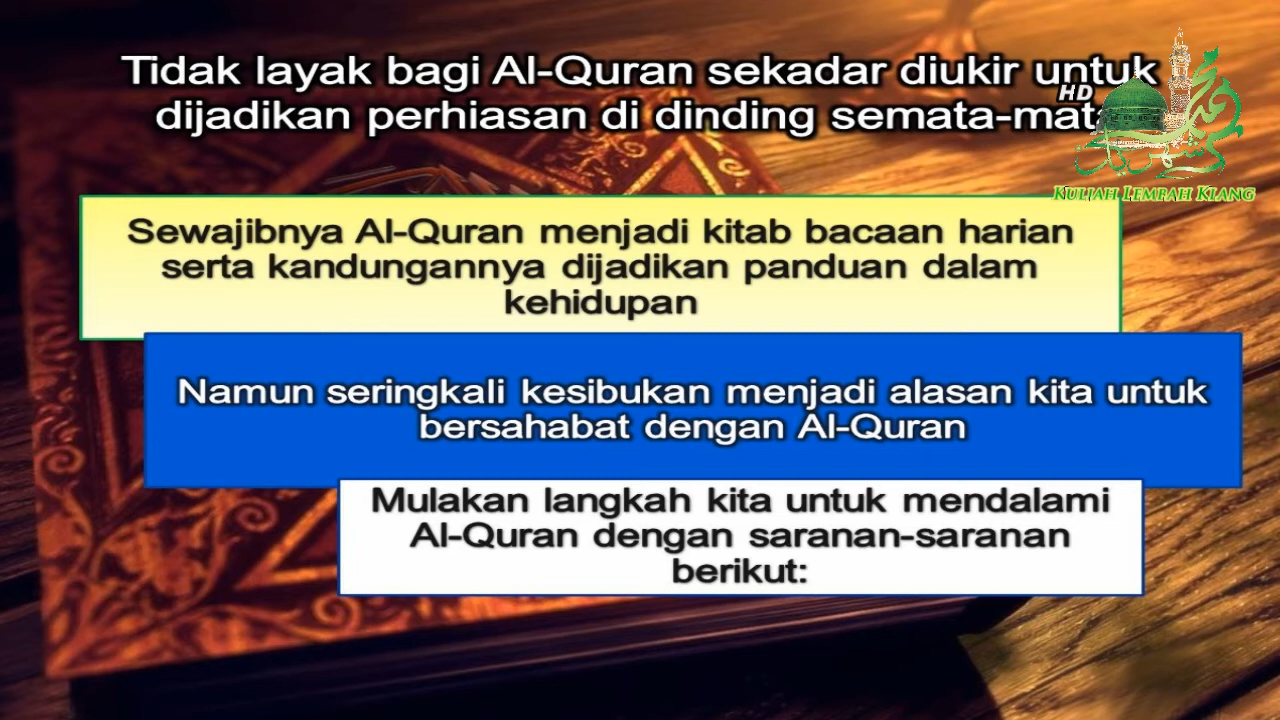 Tidak layak bagi Al-Quran sekadar diukir untuk
dijadikan perhiasan di dinding semata-mata
HD
KULIAH LEMPAH KIANG
Sewajibnya Al-Quran menjadi kitab bacaan harian
serta kandungannya dijadikan panduan dalam
kehidupan
Namun seringkali kesibukan menjadi alasan kita untuk
bersahabat dengan Al-Quran
Mulakan langkah kita untuk mendalami
Al-Quran dengan saranan-saranan
berikut: